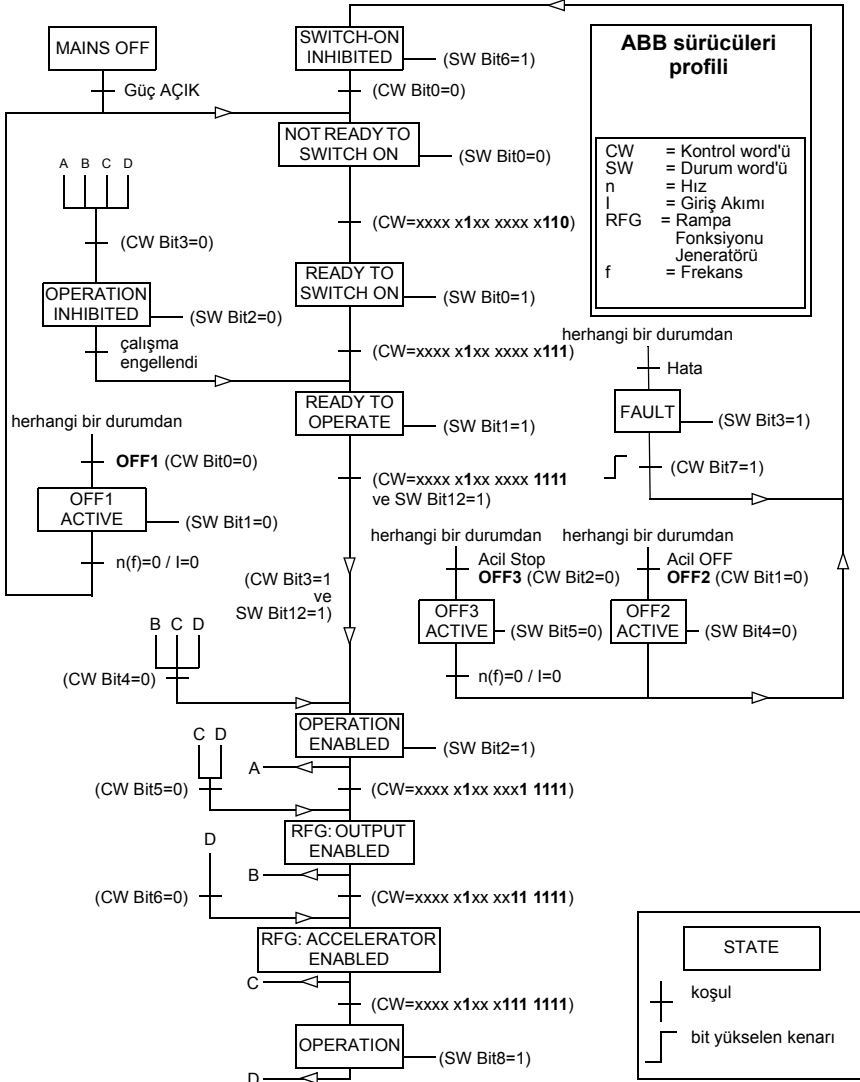 MAINS OFF
Güç AÇIK
SWITCH-ON
INHIBITED
(SW Bit6=1)
(CW Bit0=0)
NOT READY TO
SWITCH ON
(SW Bit0=0)
ABB sürücüleri
profili
CW = Kontrol word'ü
SW = Durum word'ü
n = Hız
I = Giriş Akımı
RFG = Rampa
Fonksiyonu
Jeneratörü
f = Frekans
A B C D
(CW Bit3=0)
OPERATION
INHIBITED
(SW Bit2=0)
çalışma
engellendi
(CW=xxxx x1xx xxxx x110)
READY TO
SWITCH ON
(SW Bit0=1)
(CW=xxxx x1xx xxxx x111)
READY TO
OPERATE
(SW Bit1=1)
(CW=xxxx x1xx xxxx 1111
ve SW Bit12=1)
herhangi bir durumdan
Hata
FAULT
(SW Bit3=1)
(CW Bit7=1)
herhangi bir durumdan
OFF1 (CW Bit0=0)
OFF1
ACTIVE
(SW Bit1=0)
n(f)=0 / I=0
(CW Bit3=1
ve
SW Bit12=1)
herhangi bir durumdan
Acil Stop
OFF3 (CW Bit2=0)
OFF3
ACTIVE
(SW Bit5=0)
n(f)=0 / I=0
herhangi bir durumdan
Acil OFF
OFF2 (CW Bit1=0)
OFF2
ACTIVE
(SW Bit4=0)
B C D
(CW Bit4=0)
OPERATION
ENABLED
(SW Bit2=1)
A
(CW=xxxx x1xx xxx1 1111)
C D
(CW Bit5=0)
RFG: OUTPUT
ENABLED
B
(CW=xxxx x1xx xx11 1111)
D
(CW Bit6=0)
RFG: ACCELERATOR
ENABLED
C
(CW=xxxx x1xx x111 1111)
OPERATION
(SW Bit8=1)
D
STATE
koşul
bit yükselen kenarı